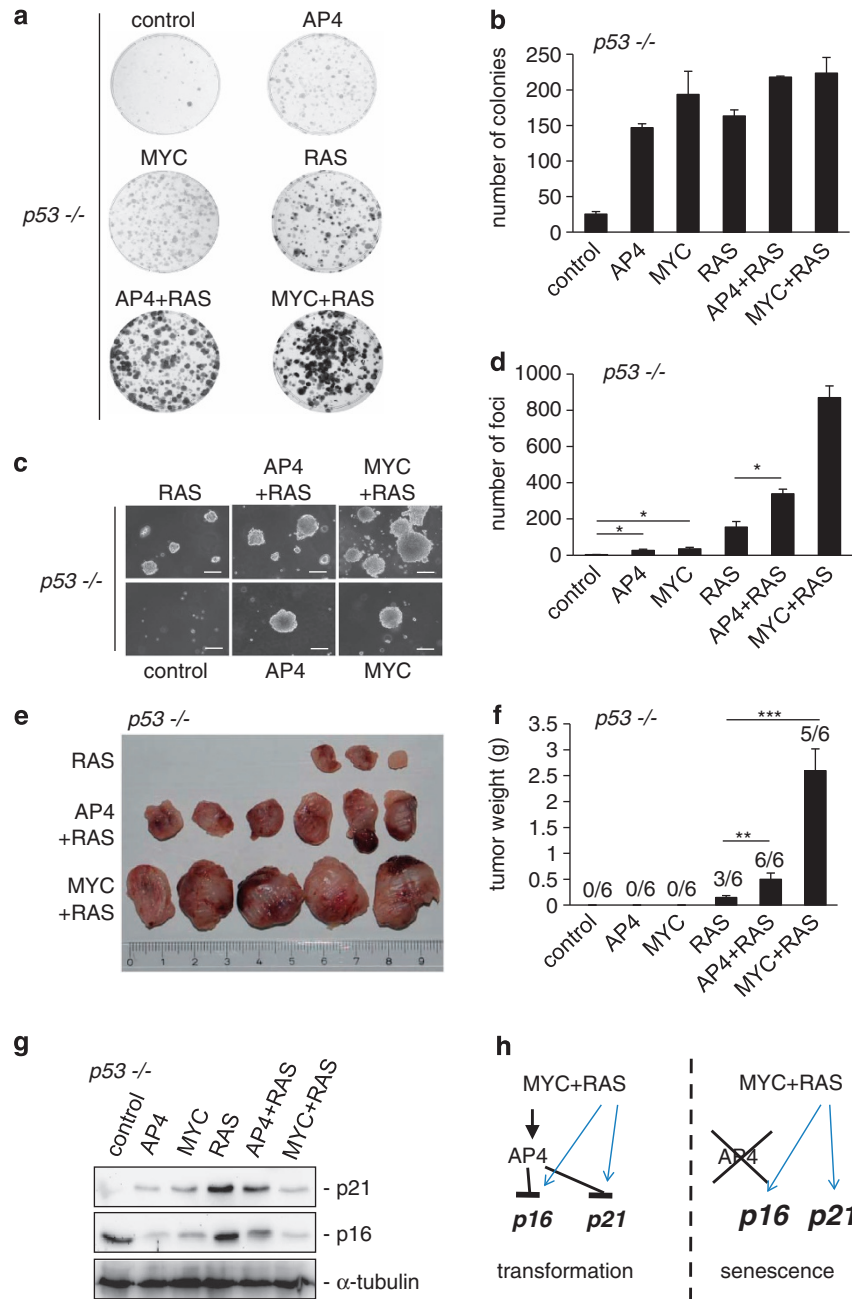 a
control
AP4
MYC
RAS
p53 -/-
AP4+RAS
MYC+RAS
b
p53 -/-
number of colonies
250
200
150
100
50
0
control
AP4
MYC
RAS
AP4+RAS
MYC+RAS
c
RAS
AP4
+RAS
MYC
+RAS
p53 -/-
control
AP4
MYC
d
p53 -/-
number of foci
1000
800
600
400
200
0
*
*
*
control
AP4
MYC
RAS
AP4+RAS
MYC+RAS
e
p53 -/-
RAS
AP4
+RAS
MYC
+RAS
0 1 2 3 4 5 6 7 8 9
f
p53 -/-
tumor weight (g)
3.5
3
2.5
2
1.5
1
0.5
0
***
5/6
**
6/6
3/6
0/6 0/6 0/6
control
AP4
MYC
RAS
AP4+RAS
MYC+RAS
g
p53 -/-
control
AP4
MYC
RAS
AP4+RAS
MYC+RAS
- p21
- p16
- α-tubulin
h
MYC+RAS
AP4
p16 p21
transformation
MYC+RAS
AP4
p16 p21
senescence